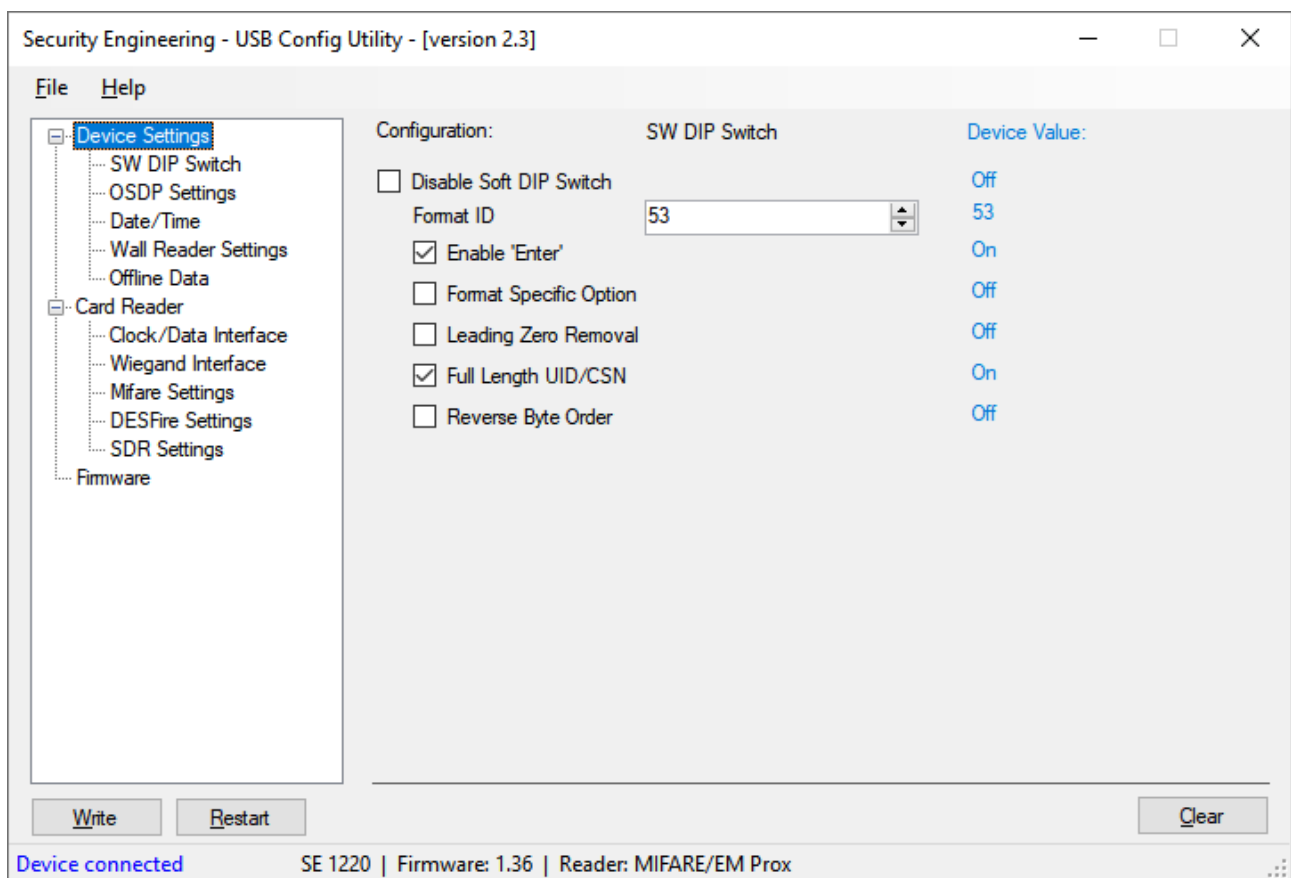 Security Engineering - USB Config Utility - [version 2.3]
File Help
Device Settings
SW DIP Switch
OSDP Settings
Date/Time
Wall Reader Settings
Offline Data
Card Reader
Clock/Data Interface
Wiegand Interface
Mifare Settings
DESFire Settings
SDR Settings
Firmware
Configuration: SW DIP Switch Device Value:
Disable Soft DIP Switch Off
Format ID 53 53
Enable 'Enter' On
Format Specific Option Off
Leading Zero Removal Off
Full Length UID/CSN On
Reverse Byte Order Off
Write Restart Clear
Device connected SE 1220 | Firmware: 1.36 | Reader: MIFARE/EM Prox